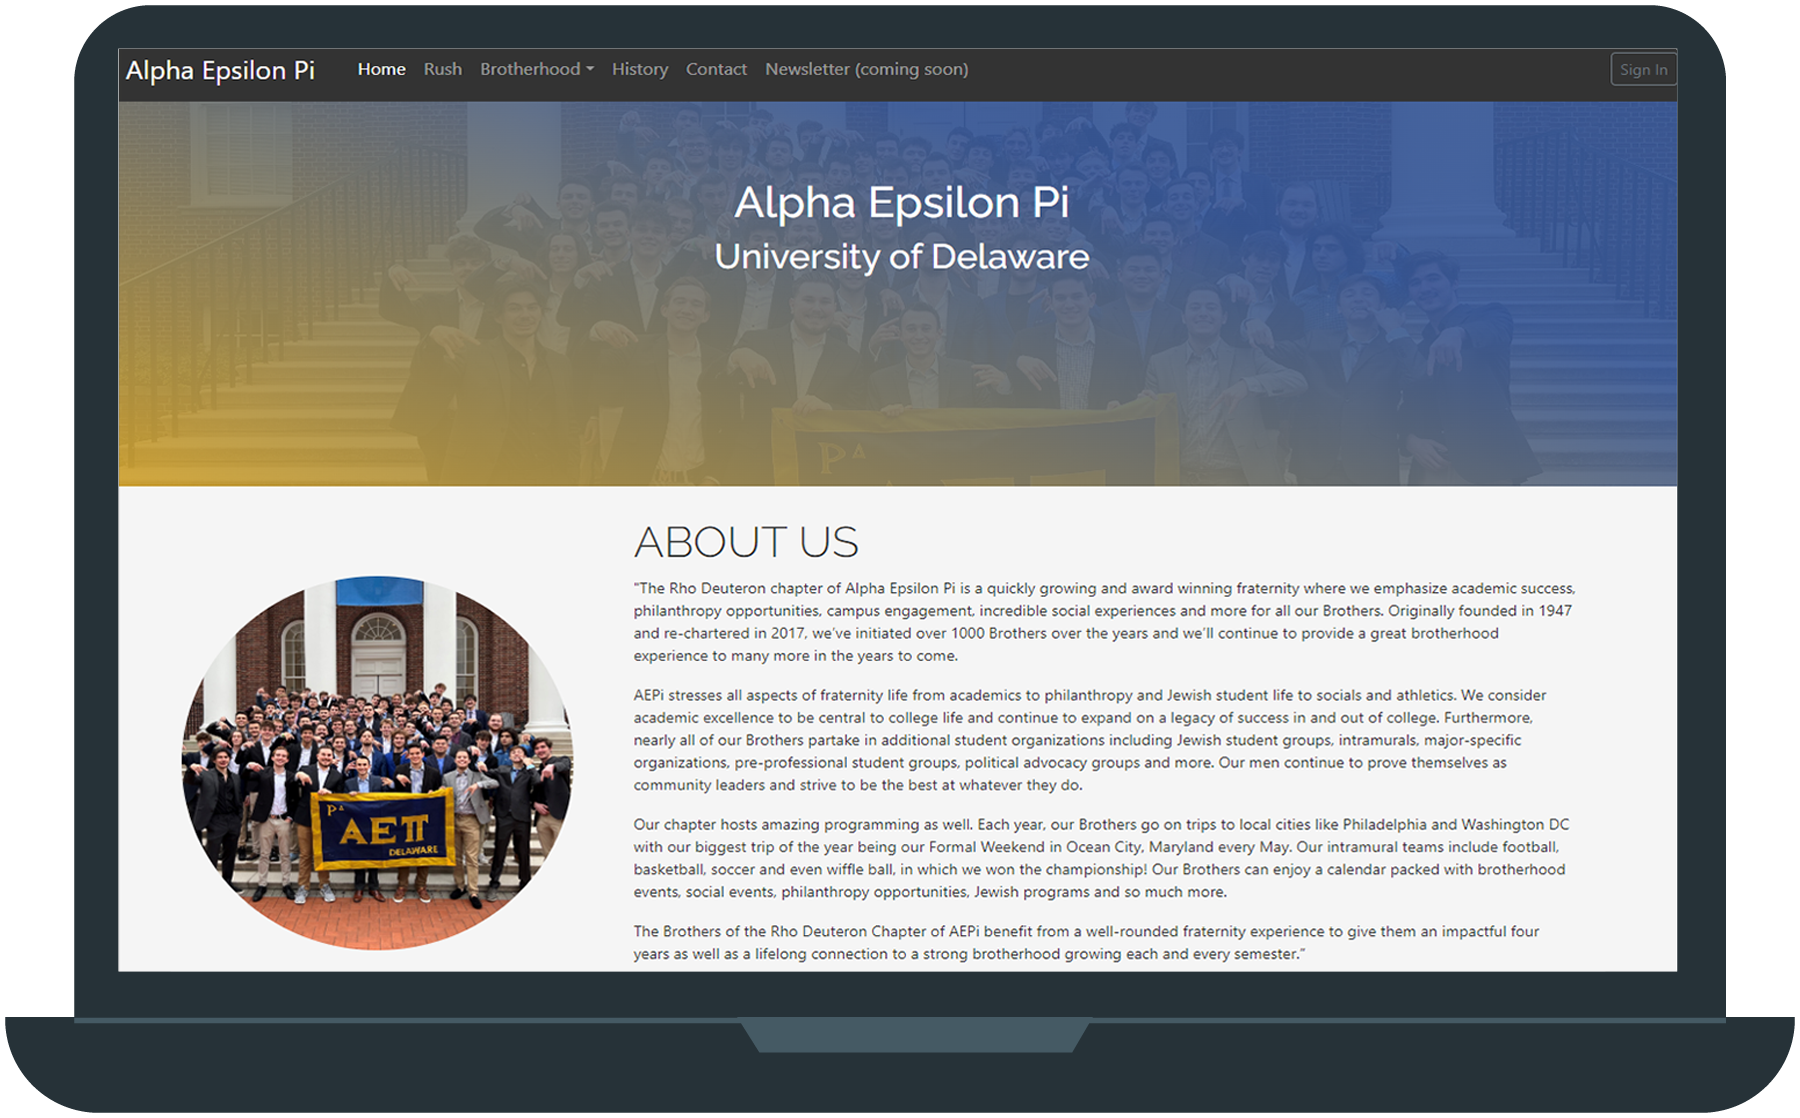 Alpha Epsilon Pi Home Rush Brotherhood History Contact Newsletter (coming soon) Sign In
Alpha Epsilon Pi
University of Delaware
Ρ Δ
ABOUT US
"The Rho Deuteron chapter of Alpha Epsilon Pi is a quickly growing and award winning fraternity where we emphasize academic success,
philanthropy opportunities, campus engagement, incredible social experiences and more for all our Brothers. Originally founded in 1947
and re-chartered in 2017, we've initiated over 1000 Brothers over the years and we'll continue to provide a great brotherhood
experience to many more in the years to come.
AEPi stresses all aspects of fraternity life from academics to philanthropy and Jewish student life to socials and athletics. We consider
academic excellence to be central to college life and continue to expand on a legacy of success in and out of college. Furthermore,
nearly all of our Brothers partake in additional student organizations including Jewish student groups, intramurals, major-specific
organizations, pre-professional student groups, political advocacy groups and more. Our men continue to prove themselves as
community leaders and strive to be the best at whatever they do.
Our chapter hosts amazing programming as well. Each year, our Brothers go on trips to local cities like Philadelphia and Washington DC
with our biggest trip of the year being our Formal Weekend in Ocean City, Maryland every May. Our intramural teams include football,
basketball, soccer and even wiffle ball, in which we won the championship! Our Brothers can enjoy a calendar packed with brotherhood
events, social events, philanthropy opportunities, Jewish programs and so much more.
The Brothers of the Rho Deuteron Chapter of AEPi benefit from a well-rounded fraternity experience to give them an impactful four
years as well as a lifelong connection to a strong brotherhood growing each and every semester."
Ρ Δ
ΑΕΠ
DELAWARE